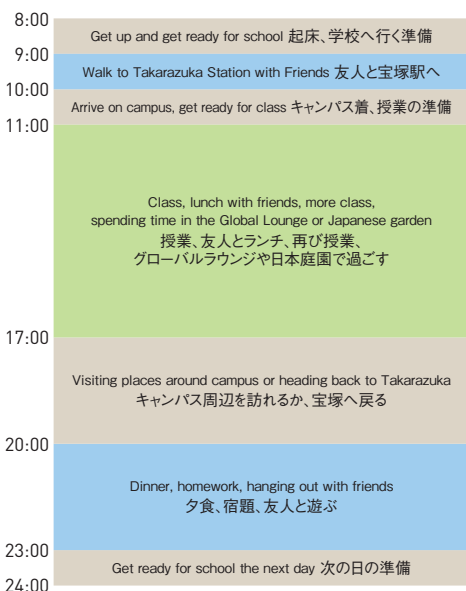 8:00
Get up and get ready for school 起床、学校へ行く準備
9:00
Walk to Takarazuka Station with Friends 友人と宝塚駅へ
10:00
Arrive on campus, get ready for class キャンパス着、授業の準備
11:00
Class, lunch with friends, more class,
spending time in the Global Lounge or Japanese garden
授業、友人とランチ、再び授業、
グローバルラウンジや日本庭園で過ごす
17:00
Visiting places around campus or heading back to Takarazuka
キャンパス周辺を訪れるか、宝塚へ戻る
20:00
Dinner, homework, hanging out with friends
夕食、宿題、友人と遊ぶ
23:00
Get ready for school the next day 次の日の準備
24:00